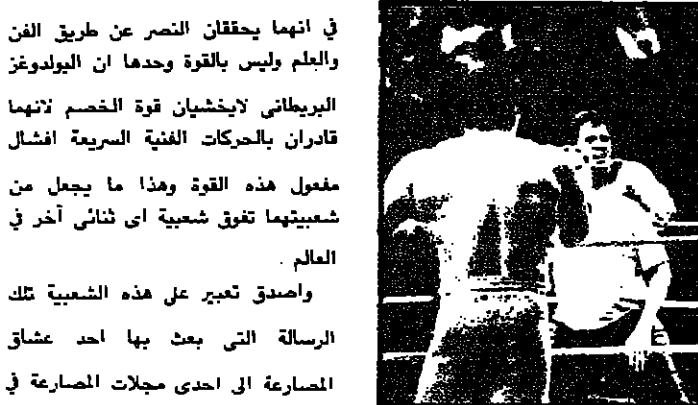 في انهما يحققان النصر عن طريق الفن
والعلم وليس بالقوة وحدها ان البولدوغز
البريطانى لايخشيان قوة الخصم لانهما
قادران بالحركات الفنية السريعة افشال
مفعول هذه القوة وهذا ما يجعل من
شعبيتهما تفوق شعبية اى ثنائى آخر في
العالم .
واصدق تعبير على هذه الشعبية تلك
الرسالة التى بعث بها احد عشاق
المصارعة الى احدى مجلات المصارعة في